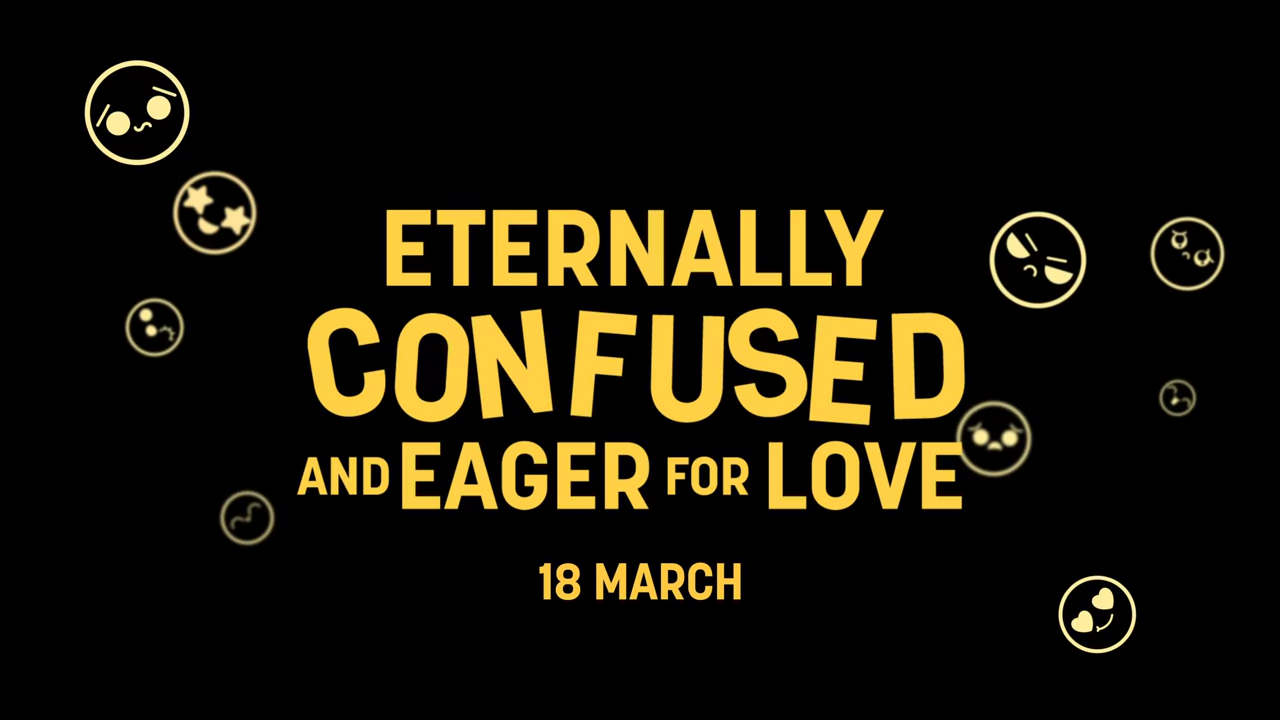 ETERNALLY
CONFUSED
AND EAGER FOR LOVE
18 MARCH